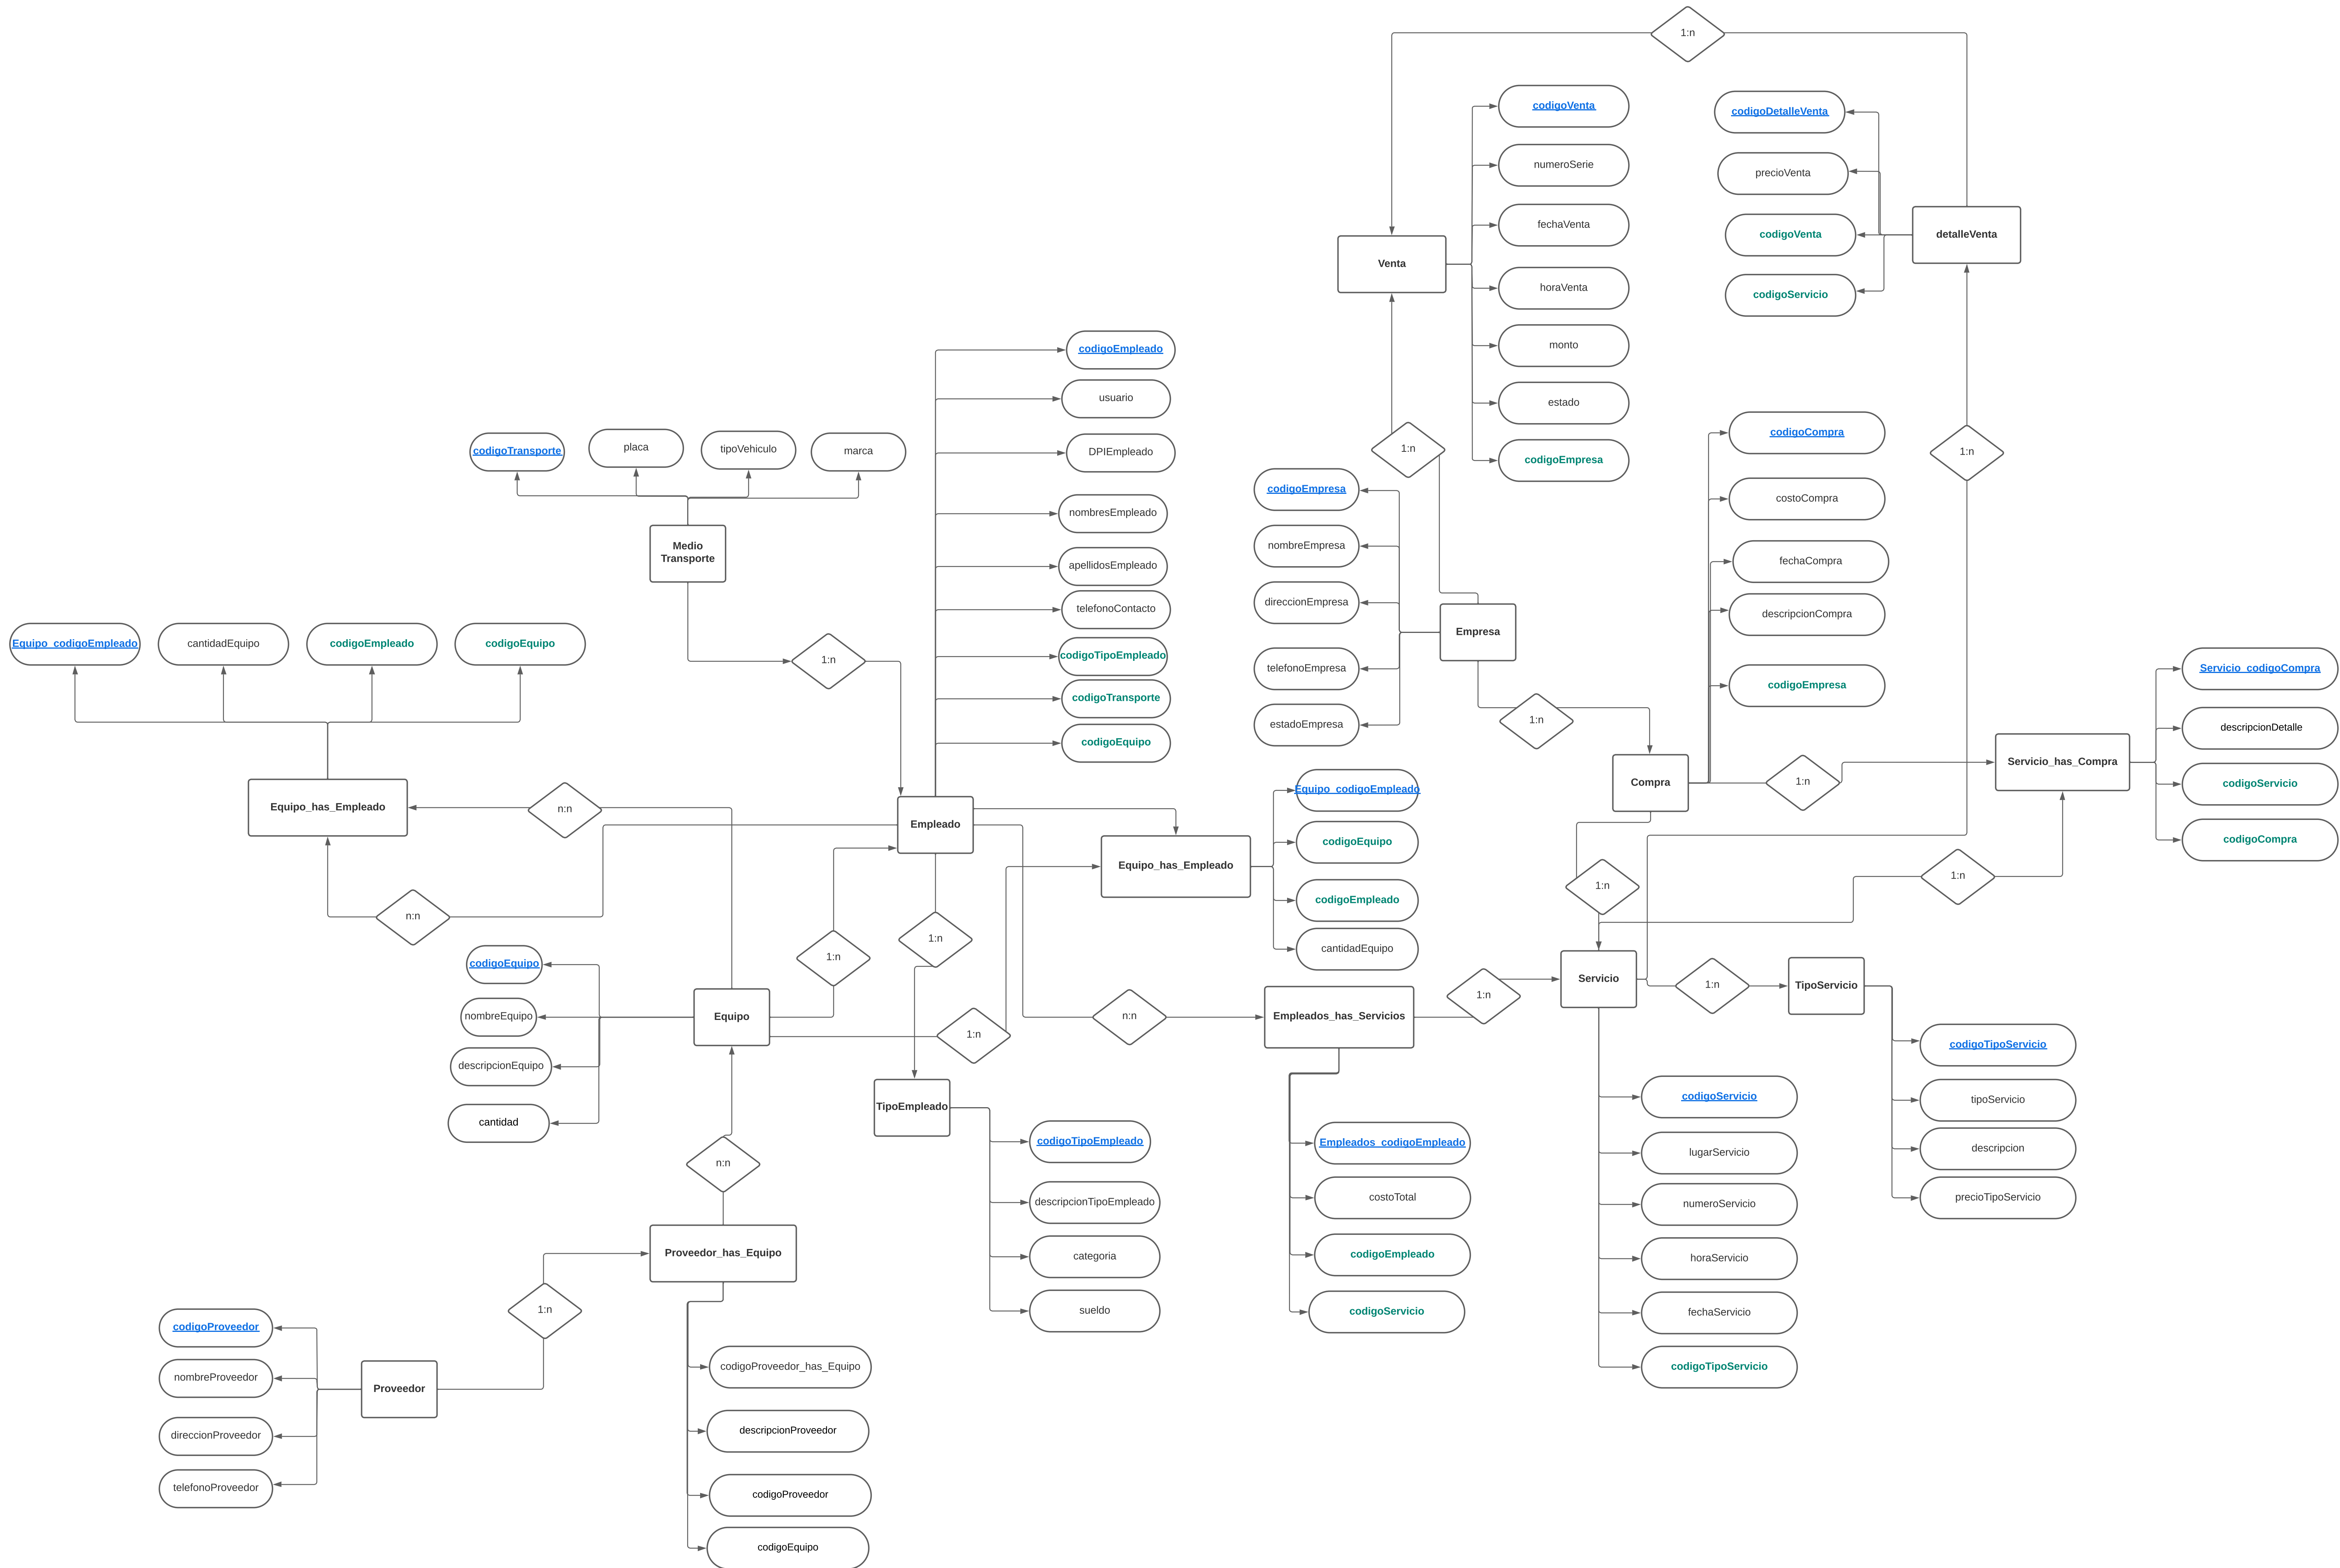 1:n
codigoVenta
numeroSerie
fechaVenta
horaVenta
monto
estado
codigoEmpresa
Venta
codigoDetalleVenta
precioVenta
codigoVenta
codigoServicio
detalleVenta
1:n
1:n
codigoEmpleado
usuario
DPIEmpleado
nombresEmpleado
apellidosEmpleado
telefonoContacto
codigoTipoEmpleado
codigoTransporte
codigoEquipo
codigoTransporte
placa
tipoVehiculo
marca
Medio
Transporte
1:n
codigoEmpresa
nombreEmpresa
direccionEmpresa
telefonoEmpresa
estadoEmpresa
Empresa
1:n
codigoCompra
costoCompra
fechaCompra
descripcionCompra
codigoEmpresa
Compra
1:n
Servicio_has_Compra
Servicio_codigoCompra
descripcionDetalle
codigoServicio
codigoCompra
1:n
1:n
Equipo_codigoEmpleado
cantidadEquipo
codigoEmpleado
codigoEquipo
Equipo_has_Empleado
n:n
n:n
Empleado
Equipo_has_Empleado
Equipo_codigoEmpleado
codigoEquipo
codigoEmpleado
cantidadEquipo
1:n
1:n
1:n
n:n
codigoEquipo
nombreEquipo
descripcionEquipo
cantidad
Equipo
Empleados_has_Servicios
1:n
Servicio
1:n
TipoServicio
codigoTipoServicio
tipoServicio
descripcion
precioTipoServicio
TipoEmpleado
codigoTipoEmpleado
descripcionTipoEmpleado
categoria
sueldo
Empleados_codigoEmpleado
costoTotal
codigoEmpleado
codigoServicio
codigoServicio
lugarServicio
numeroServicio
horaServicio
fechaServicio
codigoTipoServicio
n:n
Proveedor_has_Equipo
1:n
codigoProveedor
nombreProveedor
direccionProveedor
telefonoProveedor
Proveedor
codigoProveedor_has_Equipo
descripcionProveedor
codigoProveedor
codigoEquipo